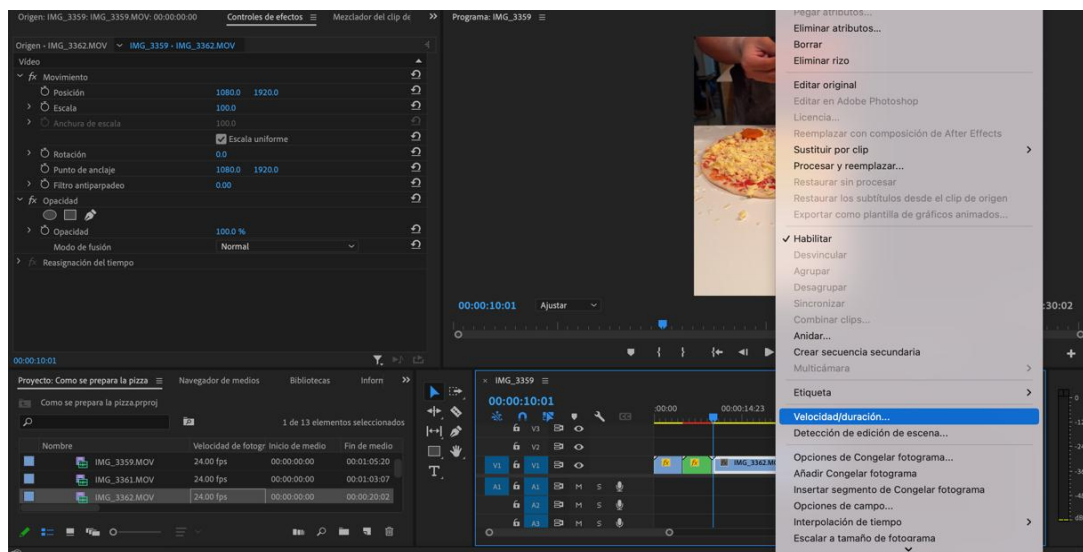 Origen: IMG_3359: IMG_3359.MOV: 00:00:00:00
Controles de efectos
Mezclador del clip de
Programa: IMG_3359
Origen - IMG_3362.MOV
IMG_3359 - IMG_3362.MOV
Vídeo
fx Movimiento
Posición 1080.0 1920.0
Escala 100.0
Anchura de escala 100.0
Escala uniforme
Rotación 0.0
Punto de anclaje 1080.0 1920.0
Filtro antiparpadeo 0.00
fx Opacidad
Opacidad 100.0 %
Modo de fusión Normal
fx Reasignación del tiempo
00:00:10:01
00:00:10:01 Ajustar
:30:02
Pegar atributos...
Eliminar atributos...
Borrar
Eliminar rizo
Editar original
Editar en Adobe Photoshop
Licencia...
Reemplazar con composición de After Effects
Sustituir por clip
Procesar y reemplazar...
Restaurar sin procesar
Restaurar los subtítulos desde el clip de origen
Exportar como plantilla de gráficos animados...
Habilitar
Desvincular
Agrupar
Desagrupar
Sincronizar
Combinar clips...
Anidar...
Crear secuencia secundaria
Multicámara
Etiqueta
Velocidad/duración...
Detección de edición de escena...
Opciones de Congelar fotograma...
Añadir Congelar fotograma
Insertar segmento de Congelar fotograma
Opciones de campo...
Interpolación de tiempo
Escalar a tamaño de fotograma
Proyecto: Como se prepara la pizza
Navegador de medios
Bibliotecas
Inform
Como se prepara la pizza.prproj
1 de 13 elementos seleccionados
Nombre Velocidad de fotogr Inicio de medio Fin de medio
IMG_3359.MOV 24.00 fps 00:00:00:00 00:01:05:20
IMG_3361.MOV 24.00 fps 00:00:00:00 00:01:03:07
IMG_3362.MOV 24.00 fps 00:00:00:00 00:00:20:02
T
IMG_3359
00:00:10:01
:00:00 00:00:14:23
V3
V2
V1 V1 fx fx IMG_3362.M
A1 A1 M S
A2 M S
A3 M S
0